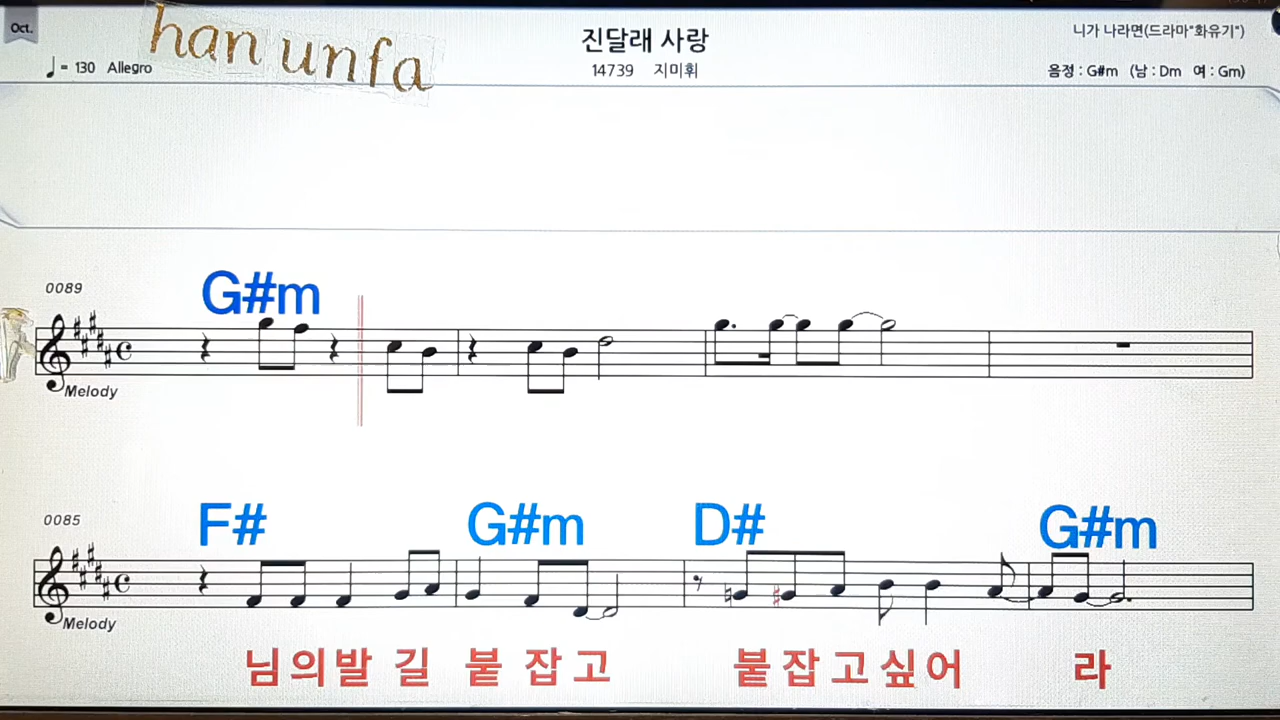 Oct.
han unfa
진달래 사랑
니가 나라면(드라마"화유기")
♩= 130 Allegro
14739 지미휘
음정 : G#m (남 : Dm 여 : Gm)
0089
G#m
Melody
0085
F# G#m D# G#m
Melody
님의발 길 붙 잡고 붙잡고싶어 라